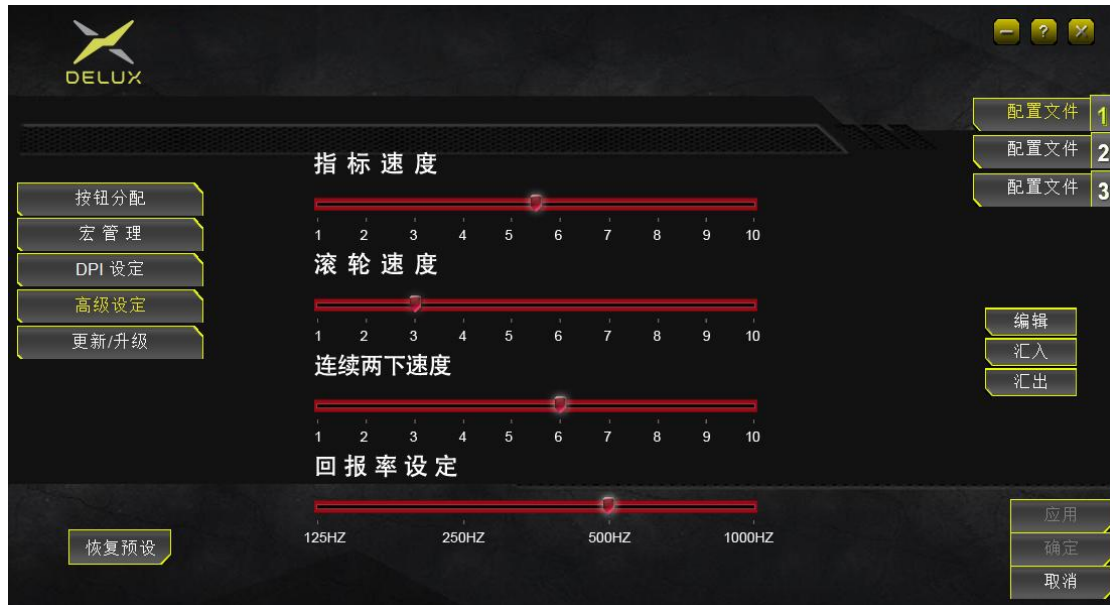 DELUX
配置文件 1
配置文件 2
配置文件 3
按钮分配
宏管理
DPI 设定
高级设定
更新/升级
指标速度
1 2 3 4 5 6 7 8 9 10
滚轮速度
1 2 3 4 5 6 7 8 9 10
连续两下速度
1 2 3 4 5 6 7 8 9 10
回报率设定
125HZ 250HZ 500HZ 1000HZ
编辑
汇入
汇出
恢复预设
应用
确定
取消